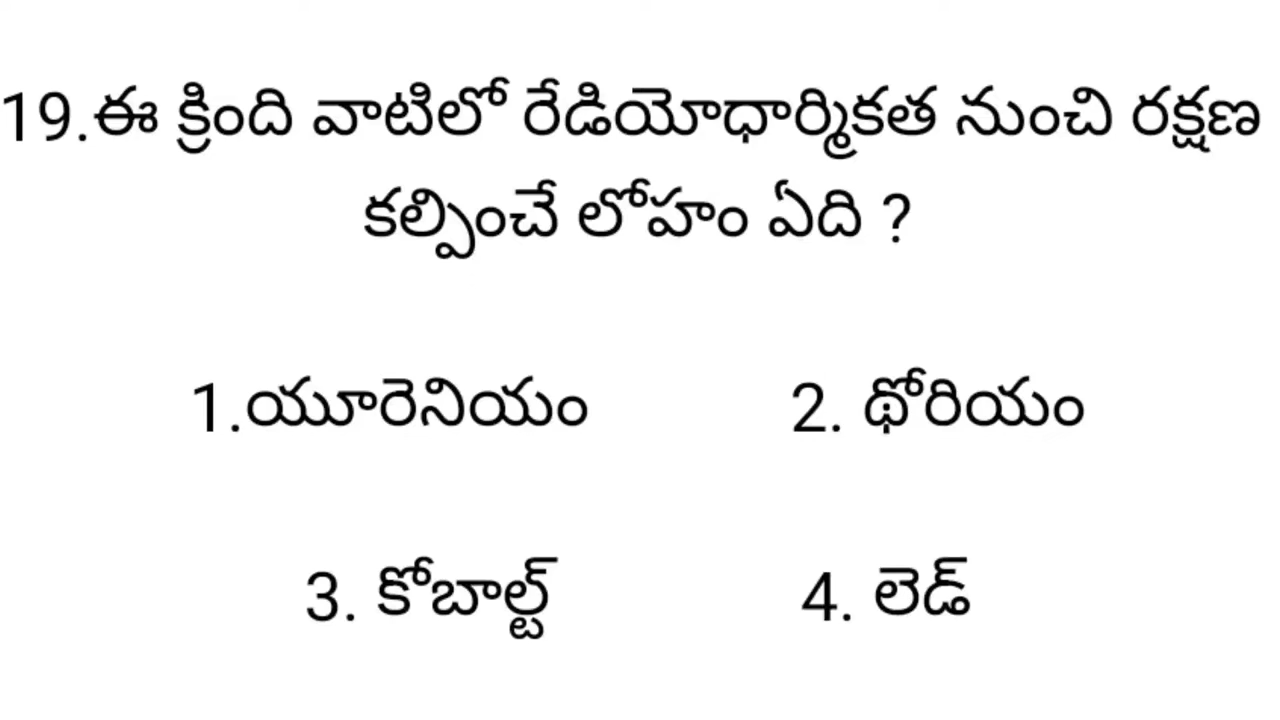 19.ఈ క్రింది వాటిలో రేడియోధార్మికత నుంచి రక్షణ
కల్పించే లోహం ఏది ?
1.యూరెనియం 2. థోరియం
3. కోబాల్ట్ 4. లెడ్